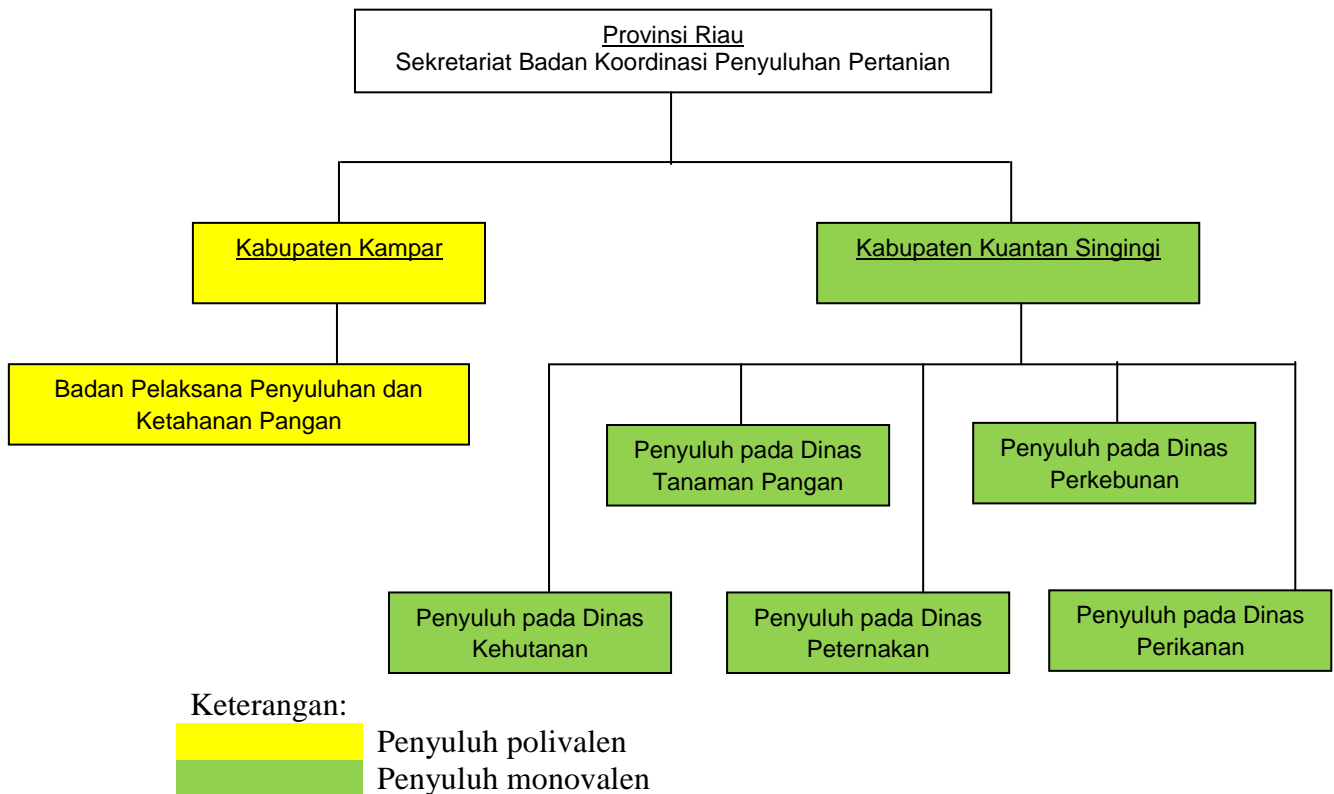 Provinsi Riau
Sekretariat Badan Koordinasi Penyuluhan Pertanian
Kabupaten Kampar
Kabupaten Kuantan Singingi
Badan Pelaksana Penyuluhan dan
Ketahanan Pangan
Penyuluh pada Dinas
Tanaman Pangan
Penyuluh pada Dinas
Perkebunan
Penyuluh pada Dinas
Kehutanan
Penyuluh pada Dinas
Peternakan
Penyuluh pada Dinas
Perikanan
Keterangan:
Penyuluh polivalen
Penyuluh monovalen